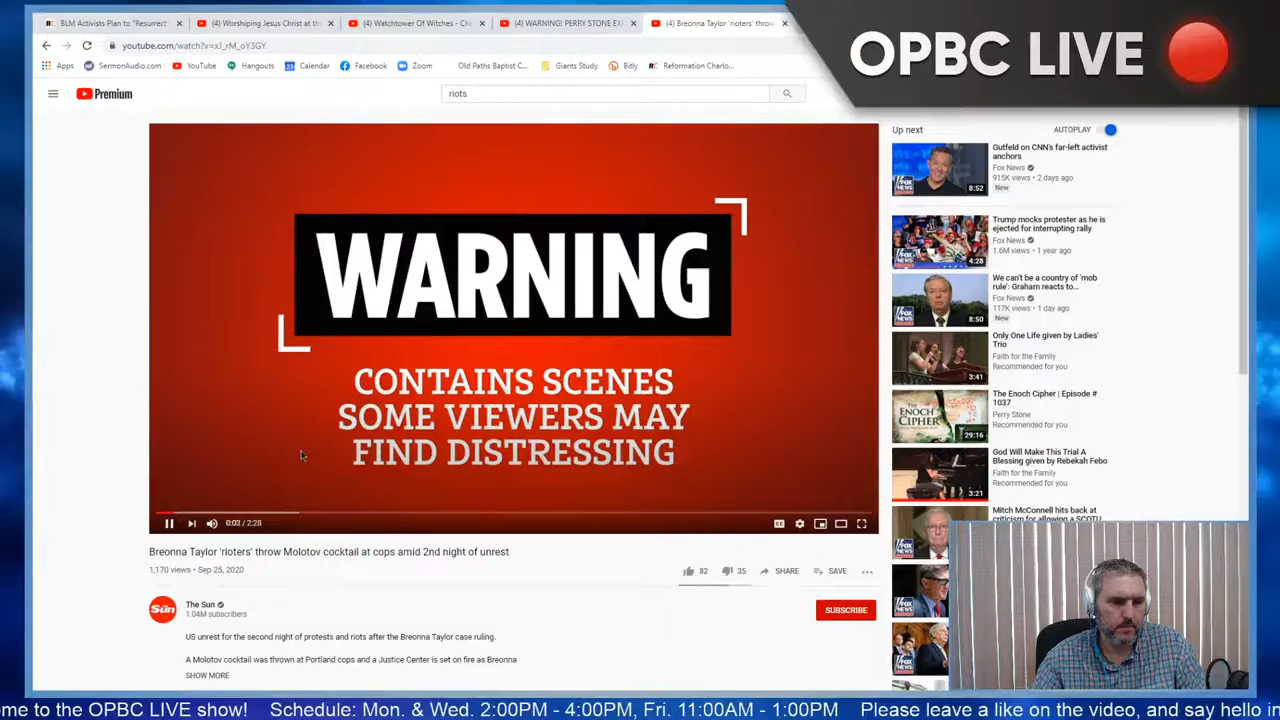 BLM Activists Plan to "Resurrect"
(4) Worshiping Jesus Christ at th
(4) Watchtower Of Witches - Ch
(4) WARNING! PERRY STONE EX
(4) Breonna Taylor 'rioters' throw
youtube.com/watch?v=xJ_rM_oY3GY
Apps
SermonAudio.com
YouTube
Hangouts
Calendar
Facebook
Zoom
Old Paths Baptist C...
Giants Study
Bitly
Reformation Charlo...
OPBC LIVE
Premium
riots
WARNING
CONTAINS SCENES
SOME VIEWERS MAY
FIND DISTRESSING
0:03 / 2:28
Breonna Taylor 'rioters' throw Molotov cocktail at cops amid 2nd night of unrest
1,170 views • Sep 25, 2020
82
35
SHARE
SAVE
The Sun
1.04M subscribers
SUBSCRIBE
US unrest for the second night of protests and riots after the Breonna Taylor case ruling.
A Molotov cocktail was thrown at Portland cops and a Justice Center is set on fire as Breonna
SHOW MORE
Up next
AUTOPLAY
Gutfeld on CNN's far-left activist
anchors
Fox News
915K views • 2 days ago
New
8:52
Trump mocks protester as he is
ejected for interrupting rally
Fox News
1.6M views • 1 year ago
4:28
We can't be a country of 'mob
rule': Graham reacts to...
Fox News
117K views • 1 day ago
New
8:50
Only One Life given by Ladies'
Trio
Faith for the Family
Recommended for you
3:41
The Enoch Cipher | Episode #
1037
Perry Stone
Recommended for you
THE
ENOCH
CIPHER
29:16
God Will Make This Trial A
Blessing given by Rebekah Febo
Faith for the Family
Recommended for you
3:21
Mitch McConnell hits back at
criticism for allowing a SCOTU
me to the OPBC LIVE show! Schedule: Mon. & Wed. 2:00PM - 4:00PM, Fri. 11:00AM - 1:00PM Please leave a like on the video, and say hello in